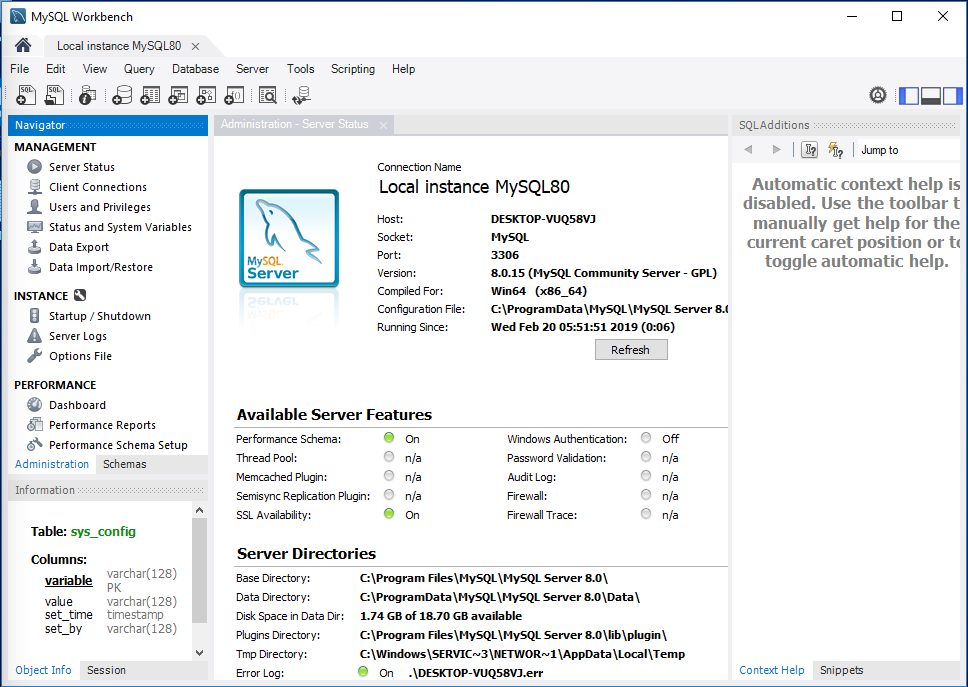 MySQL Workbench
Local instance MySQL80
File Edit View Query Database Server Tools Scripting Help
Navigator
MANAGEMENT
Server Status
Client Connections
Users and Privileges
Status and System Variables
Data Export
Data Import/Restore
INSTANCE
Startup / Shutdown
Server Logs
Options File
PERFORMANCE
Dashboard
Performance Reports
Performance Schema Setup
Administration Schemas
Information
Table: sys_config
Columns:
variable varchar(128)
PK
value varchar(128)
set_time timestamp
set_by varchar(128)
Object Info Session
Administration - Server Status
MySQL
Server
Connection Name
Local instance MySQL80
Host: DESKTOP-VUQ58VJ
Socket: MySQL
Port: 3306
Version: 8.0.15 (MySQL Community Server - GPL)
Compiled For: Win64 (x86_64)
Configuration File: C:\ProgramData\MySQL\MySQL Server 8.0
Running Since: Wed Feb 20 05:51:51 2019 (0:06)
Refresh
Available Server Features
Performance Schema: On Windows Authentication: Off
Thread Pool: n/a Password Validation: n/a
Memcached Plugin: n/a Audit Log: n/a
Semisync Replication Plugin: n/a Firewall: n/a
SSL Availability: On Firewall Trace: n/a
Server Directories
Base Directory: C:\Program Files\MySQL\MySQL Server 8.0\
Data Directory: C:\ProgramData\MySQL\MySQL Server 8.0\Data\
Disk Space in Data Dir: 1.74 GB of 18.70 GB available
Plugins Directory: C:\Program Files\MySQL\MySQL Server 8.0\lib\plugin\
Tmp Directory: C:\Windows\SERVIC~3\NETWOR~1\AppData\Local\Temp
Error Log: On .\DESKTOP-VUQ58VJ.err
SQLAdditions
Jump to
Automatic context help is
disabled. Use the toolbar t
manually get help for the
current caret position or to
toggle automatic help.
Context Help Snippets